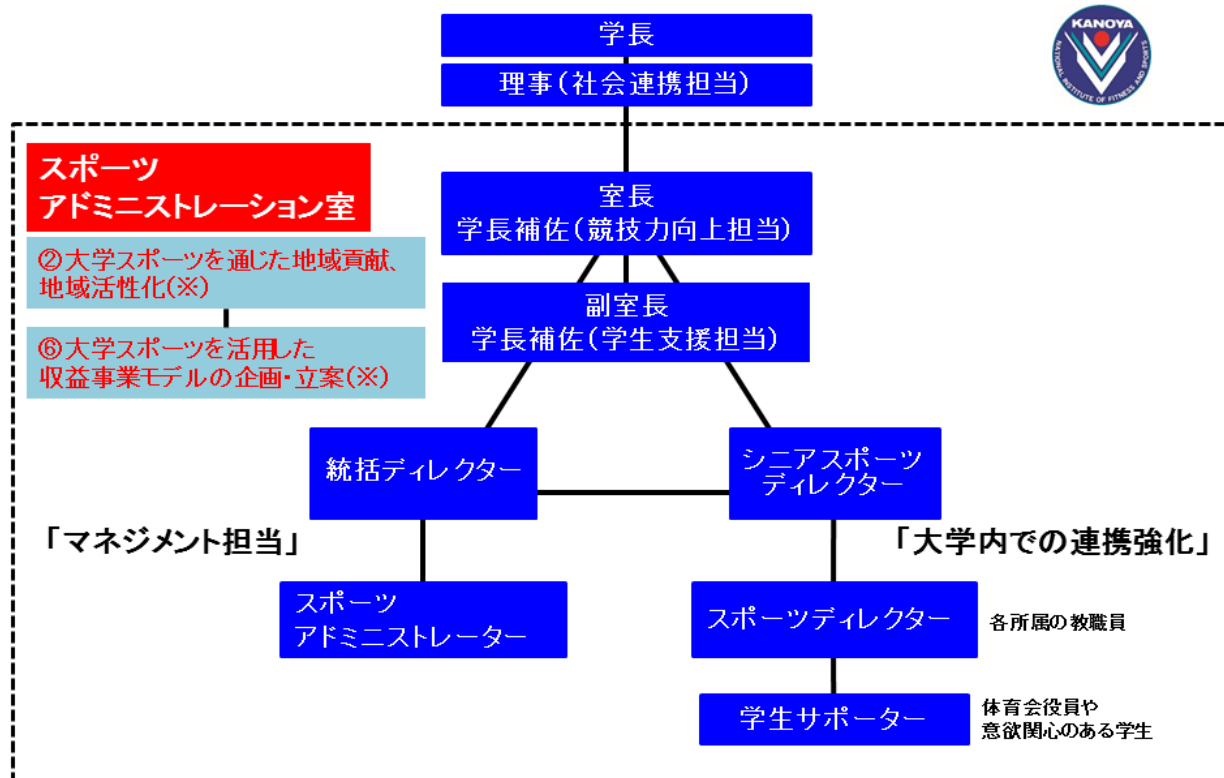 学長
KANOYA
NATIONAL INSTITUTE OF FITNESS AND SPORTS
理事(社会連携担当)
スポーツ
アドミニストレーション室
室長
学長補佐(競技力向上担当)
②大学スポーツを通じた地域貢献、
地域活性化(※)
副室長
学長補佐(学生支援担当)
⑥大学スポーツを活用した
収益事業モデルの企画・立案(※)
統括ディレクター
シニアスポーツ
ディレクター
「マネジメント担当」
「大学内での連携強化」
スポーツ
アドミニストレーター
スポーツディレクター
各所属の教職員
学生サポーター
体育会役員や
意欲関心のある学生